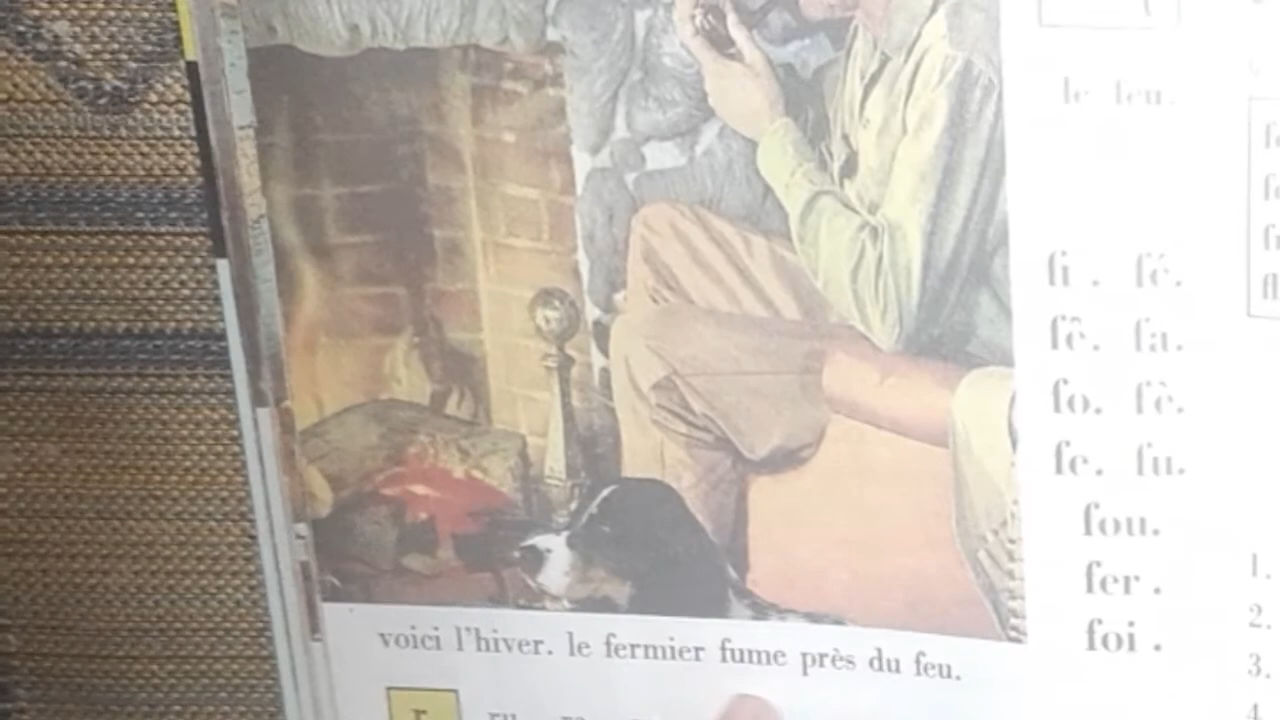 voici l'hiver. le fermier fume près du feu.
r
le feu.
fi . fé.
fê. fa.
fo. fè.
fe. fu.
fou.
fer .
foi .
1.
2.
3.
4